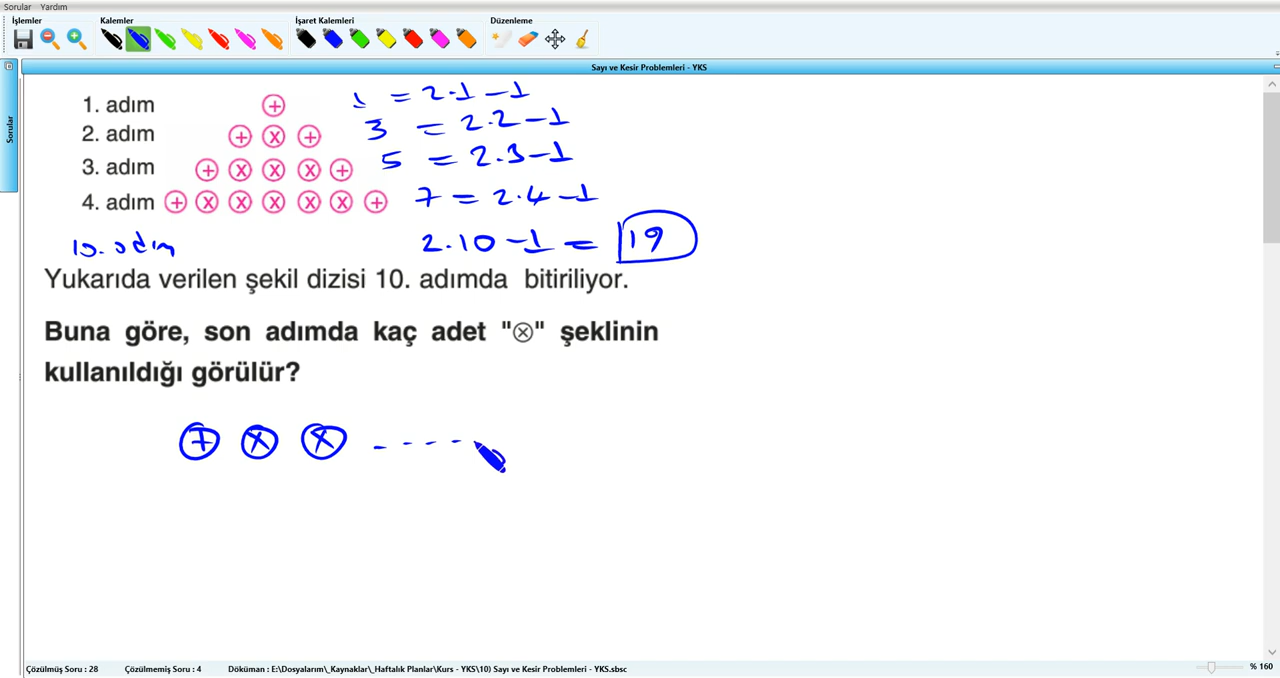 Sorular Yardım
İşlemler Kalemler İşaret Kalemleri Düzenleme
Sayı ve Kesir Problemleri - YKS
Sorular
1. adım ⊕ 1 = 2.1-1
2. adım ⊕ ⊗ ⊕ 3 = 2.2-1
3. adım ⊕ ⊗ ⊗ ⊗ ⊕ 5 = 2.3-1
4. adım ⊕ ⊗ ⊗ ⊗ ⊗ ⊗ ⊕ 7 = 2.4-1
10. adım 2.10-1 = 19
Yukarıda verilen şekil dizisi 10. adımda bitiriliyor.
Buna göre, son adımda kaç adet "⊗" şeklinin
kullanıldığı görülür?
⊕ ⊗ ⊗ - - - -
Çözülmüş Soru : 28 Çözülmemiş Soru : 4 Döküman : E:\Dosyalarım\_Kaynaklar\_Haftalık Planlar\Kurs - YKS\10) Sayı ve Kesir Problemleri - YKS.sbsc % 160